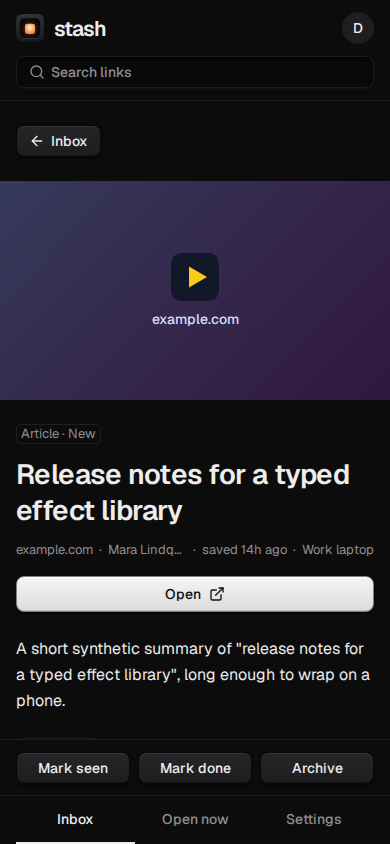 stash
D
Search links
Inbox
example.com
Article · New
Release notes for a typed
effect library
example.com · Mara Lindq… · saved 14h ago · Work laptop
Open
A short synthetic summary of "release notes for
a typed effect library", long enough to wrap on a
phone.
Mark seen Mark done Archive
Inbox Open now Settings